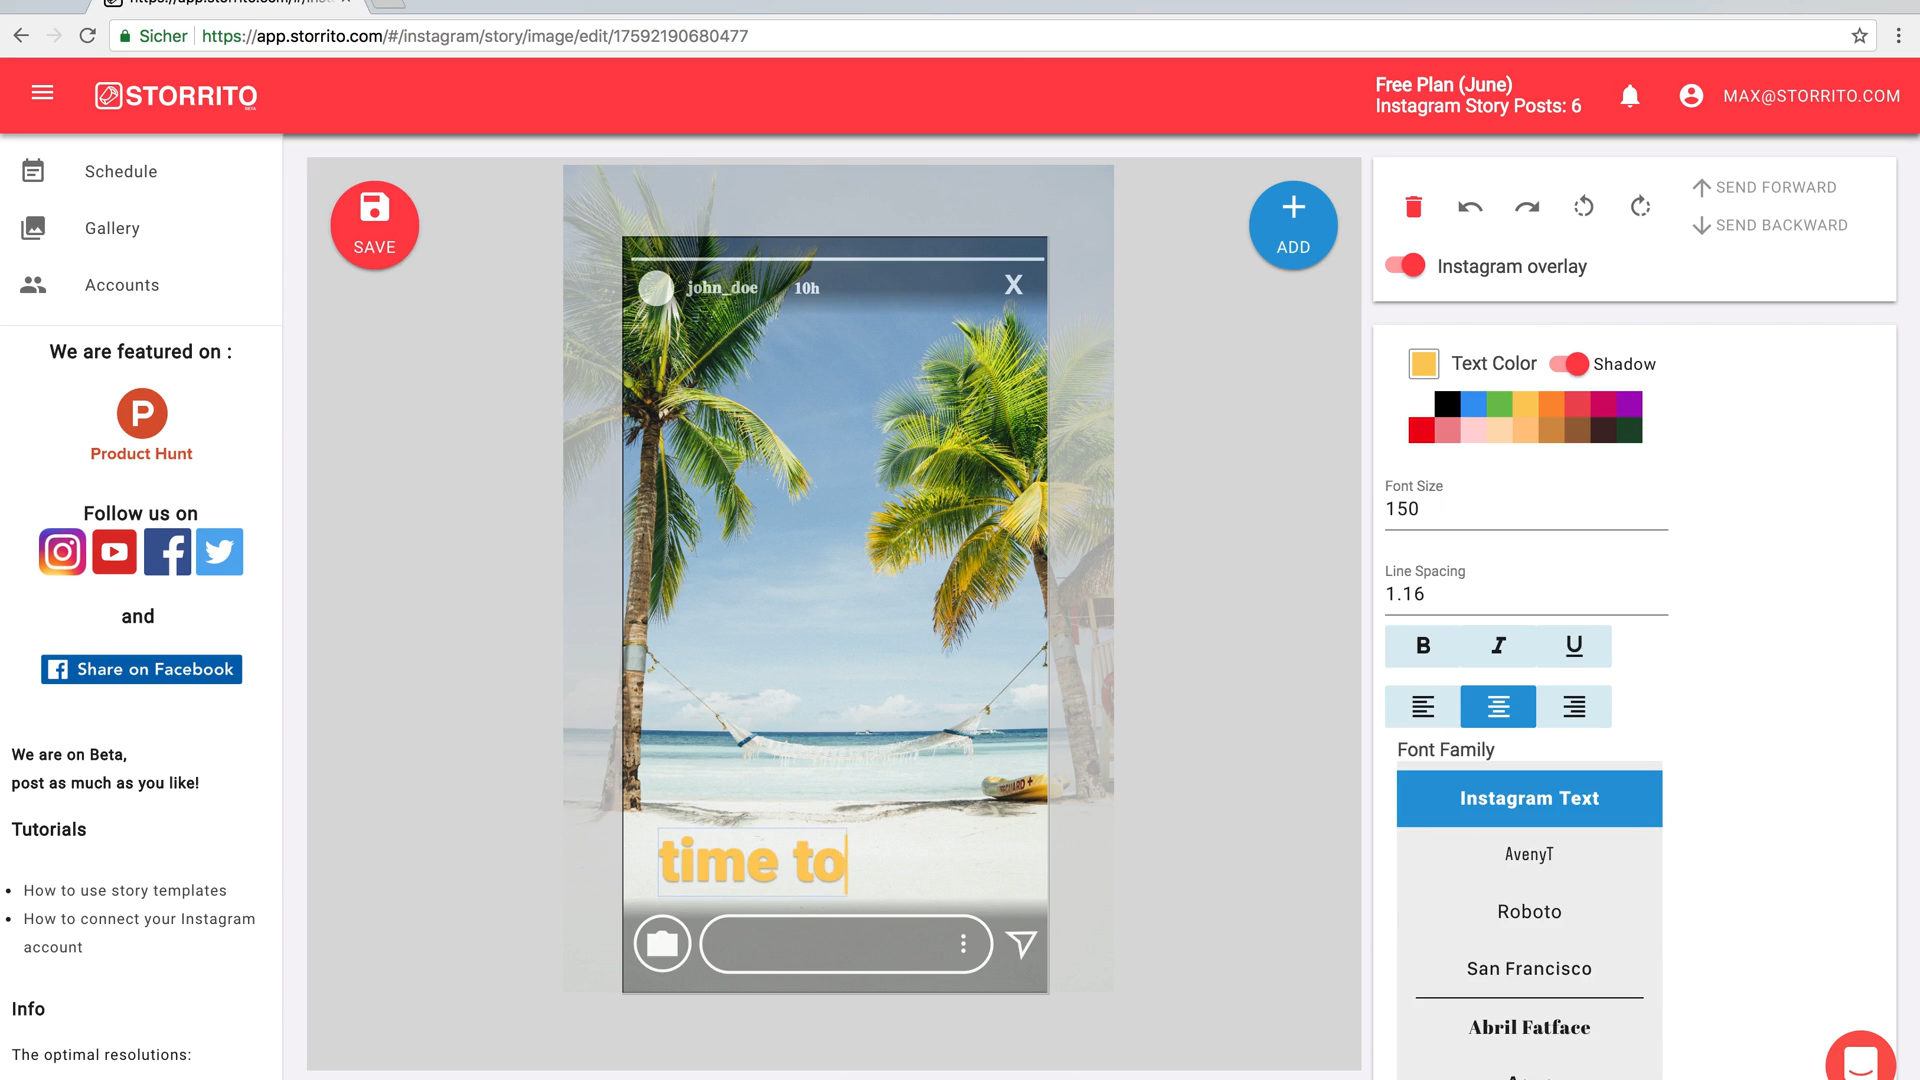 Sicher https://app.storrito.com/#/instagram/story/image/edit/17592190680477
STORRITO
BETA
Free Plan (June)
Instagram Story Posts: 6
MAX@STORRITO.COM
Schedule
Gallery
Accounts
We are featured on :
P
Product Hunt
Follow us on
and
Share on Facebook
We are on Beta,
post as much as you like!
Tutorials
How to use story templates
How to connect your Instagram
account
Info
The optimal resolutions:
SAVE
ADD
john_doe 10h X
time to
SEND FORWARD
SEND BACKWARD
Instagram overlay
Text Color Shadow
Font Size
150
Line Spacing
1.16
B I U
Font Family
Instagram Text
AvenyT
Roboto
San Francisco
Abril Fatface